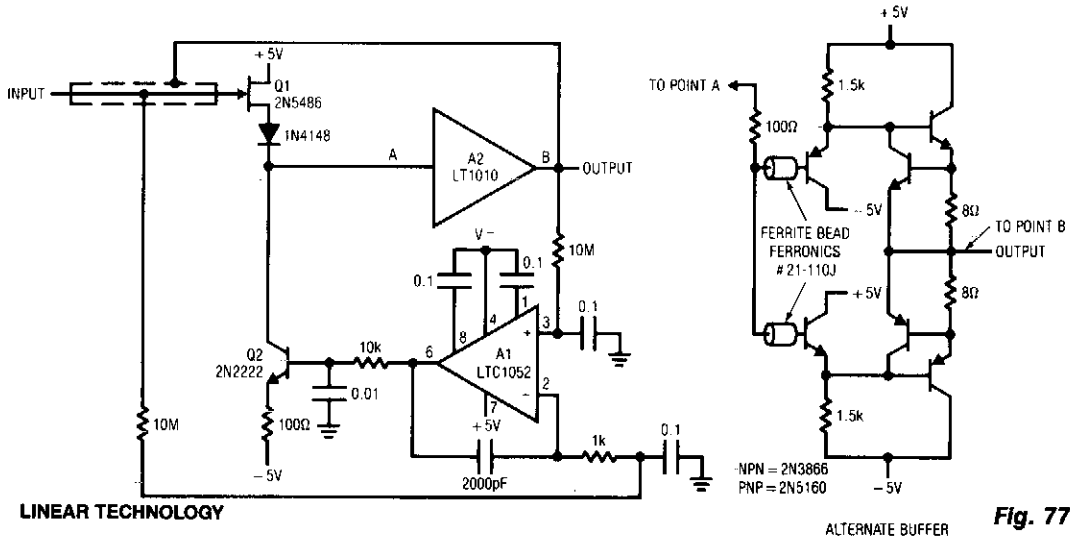 +5V
INPUT
Q1
2N5486
1N4148
A
A2
LT1010
B
OUTPUT
10M
V−
0.1
0.1
0.1
8
4
1
3
+
A1
LTC1052
6
2
−
7
+5V
10k
Q2
2N2222
0.01
100Ω
−5V
10M
2000pF
1k
0.1
LINEAR TECHNOLOGY
+5V
1.5k
TO POINT A
100Ω
−5V
8Ω
TO POINT B
OUTPUT
FERRITE BEAD
FERRONICS
#21-110J
8Ω
+5V
1.5k
NPN = 2N3866
PNP = 2N5160
−5V
ALTERNATE BUFFER
Fig. 77